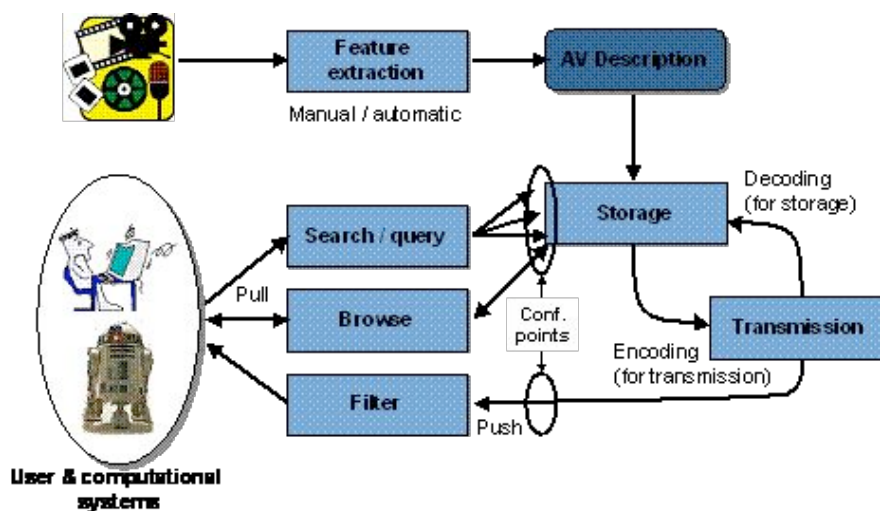 Feature
extraction
AV Description
Manual / automatic
Decoding
(for storage)
Storage
Search / query
Pull
Browse
Conf.
points
Transmission
Encoding
(for transmission)
Filter
Push
User & computational
systems